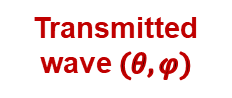 Transmitted
wave (θ, φ)